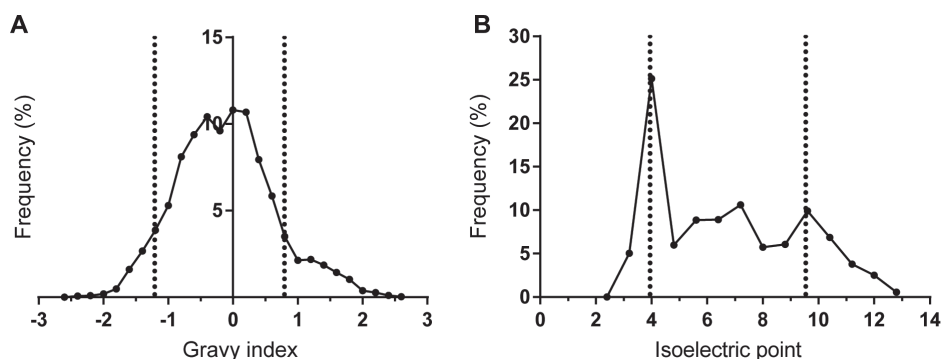 A
Frequency (%)
15
10
5
-3 -2 -1 0 1 2 3
Gravy index
B
Frequency (%)
30
25
20
15
10
5
0
0 2 4 6 8 10 12 14
Isoelectric point